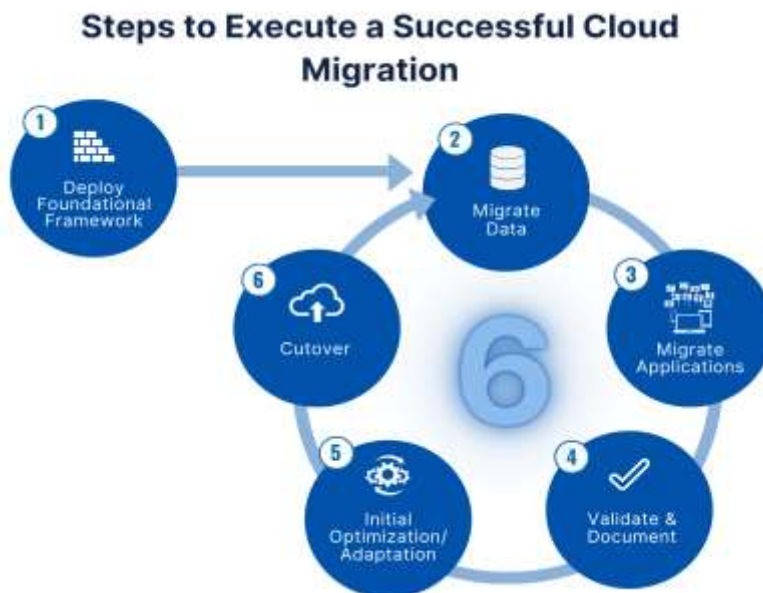 Steps to Execute a Successful Cloud
Migration
1
Deploy
Foundational
Framework
2
Migrate
Data
3
Migrate
Applications
4
Validate &
Document
5
Initial
Optimization/
Adaptation
6
Cutover
6